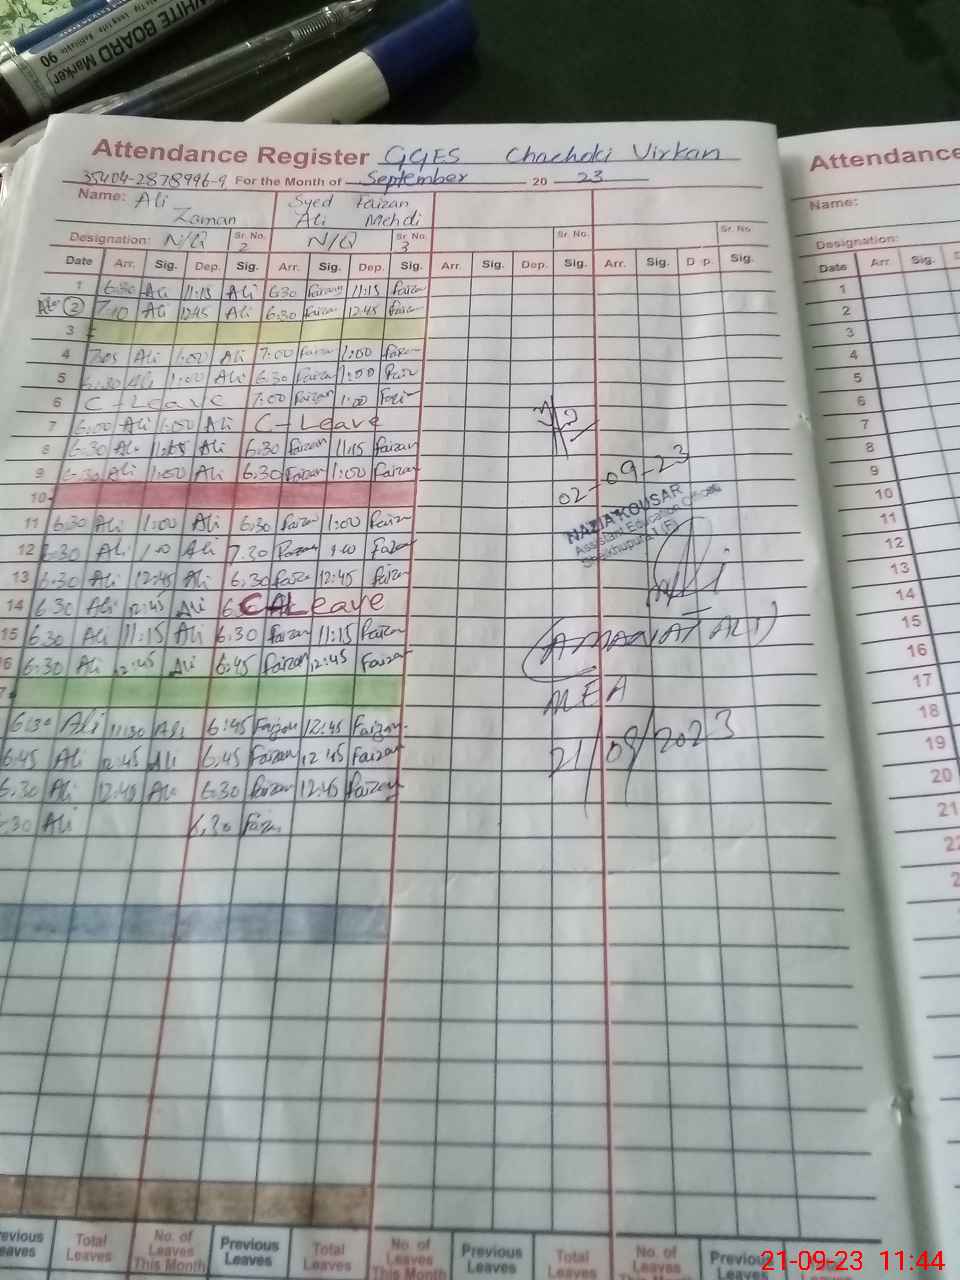 WHITE BOARD Marker
90
Attendance Register GGES Chachoki Virkan
35404-2878996-9 For the Month of September 20 23
Name: Ali Zaman Syed Faizan Ali Mehdi
Designation: N/Q Sr. No. 2 N/Q Sr. No. 3 Sr. No. Sr. No.
Date Arr. Sig. Dep. Sig. Arr. Sig. Dep. Sig. Arr. Sig. Dep. Sig. Arr. Sig. D p. Sig.
1 6:30 Ali 11:15 Ali 6:30 Faizan 11:15 Faizan
2 7:10 Ali 12:45 Ali 6:30 Faizan 12:45 Faizan
3
4 Ali 1:00 Ali 7:00 Faizan 1:00 Faizan
5 6:30 Ali 1:00 Ali 6:30 Faizan 1:00 Faiz
6 C-Leave 7:00 Faizan 1:00 Faizan
7 6:00 Ali 1:00 Ali C-Leave
8 6:30 Ali Ali 6:30 Faizan 11:15 Faizan
9 6:30 Ali 1:00 Ali 6:30 Faizan 1:00 Faizan
10
11 6:30 Ali 1:00 Ali 6:30 Faizan 1:00 Faizan
12 6:30 Ali Ali 7:20 Faizan Faizan
13 6:30 Ali 12:45 Ali 6:30 Faizan 12:45 Faizan
14 6:30 Ali 12:45 Ali Leave
15 6:30 Ali 11:15 Ali 6:30 Faizan 11:15 Faizan
6 6:30 Ali 12:45 Ali 6:45 Faizan 12:45 Faizan
7
6:30 Ali 11:30 Ali 6:45 Faizan 12:45 Faizan
6:45 Ali 12:45 Ali 6:45 Faizan 12:45 Faizan
6:30 Ali 12:45 Ali 6:30 Faizan 12:45 Faizan
:30 Ali 6:30 Faizan
02-09-23
NAZIA KOUSAR
Assistant Education Officer
Sheikhupura (F)
(AMANAT ALI)
MEA
21/09/2023
evious Leaves Total Leaves No. of Leaves This Month Previous Leaves Total Leaves No. of Leaves This Month Previous Leaves Total Leaves No. of Leaves This Month Previous Leaves
Attendance
Name:
Designation:
Date Arr. Sig.
1
2
3
4
5
6
7
8
9
10
11
12
13
14
15
16
17
18
19
20
21
22
2
21-09-23 11:44